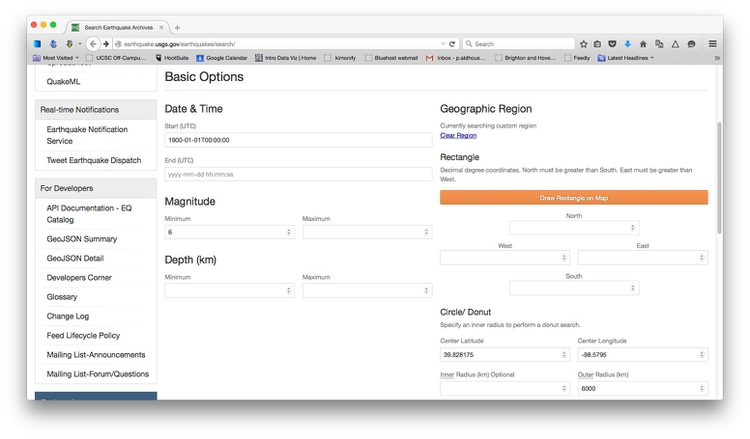 Search Earthquake Archives
earthquake.usgs.gov/earthquakes/search/
Search
Most Visited
UCSC Off-Campu...
HootSuite
Google Calendar
Intro Data Viz | Hom...
kimonify
Bluehost webmail
Inbox - p.aldhous...
Brighton and Hove...
Feedly
Latest Headlines
QuakeML
Real-time Notifications
Earthquake Notification
Service
Tweet Earthquake Dispatch
For Developers
API Documentation - EQ
Catalog
GeoJSON Summary
GeoJSON Detail
Developers Corner
Glossary
Change Log
Feed Lifecycle Policy
Mailing List-Announcements
Mailing List-Forum/Questions
Basic Options
Date & Time
Start (UTC)
1900-01-01T00:00:00
End (UTC)
yyyy-mm-dd hh:mm:ss
Magnitude
Minimum
Maximum
6
Depth (km)
Minimum
Maximum
Geographic Region
Currently searching custom region
Clear Region
Rectangle
Decimal degree coordinates. North must be greater than South. East must be greater than
West.
Draw Rectangle on Map
North
West
East
South
Circle/ Donut
Specify an inner radius to perform a donut search.
Center Latitude
Center Longitude
39.828175
-98.5795
Inner Radius (km) Optional
Outer Radius (km)
6000